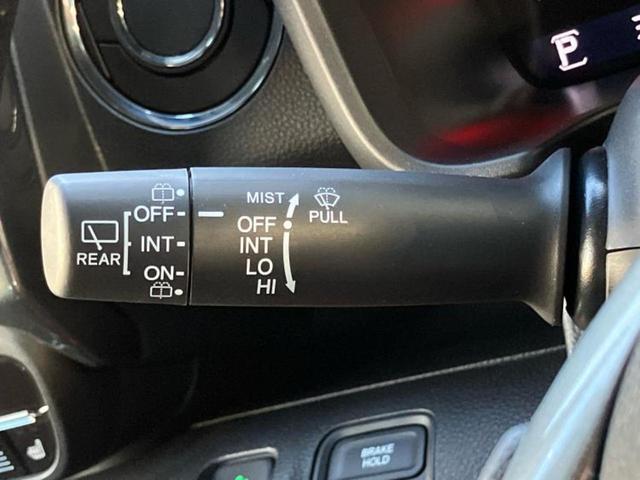 P
MIST
OFF
OFF
PULL
REAR
INT
INT
ON
LO
HI
BRAKE
HOLD